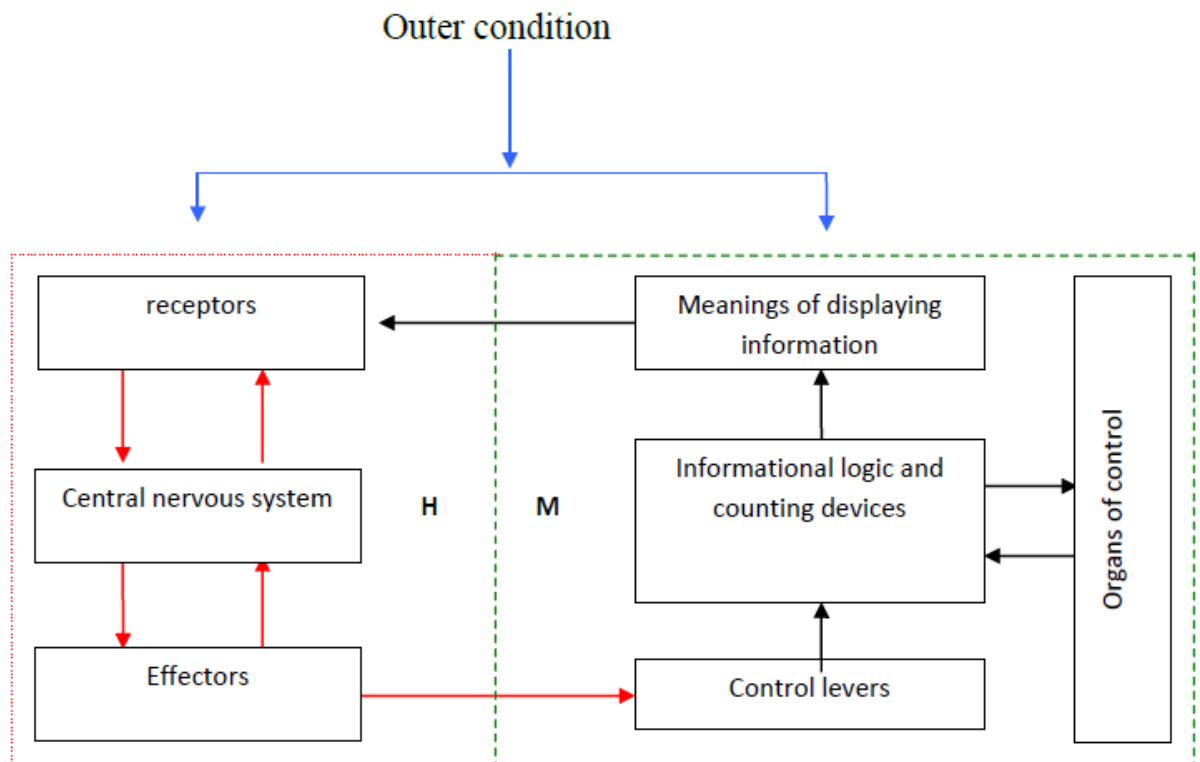 Outer condition
receptors
Meanings of displaying
information
Central nervous system
H
M
Informational logic and
counting devices
Organs of control
Effectors
Control levers